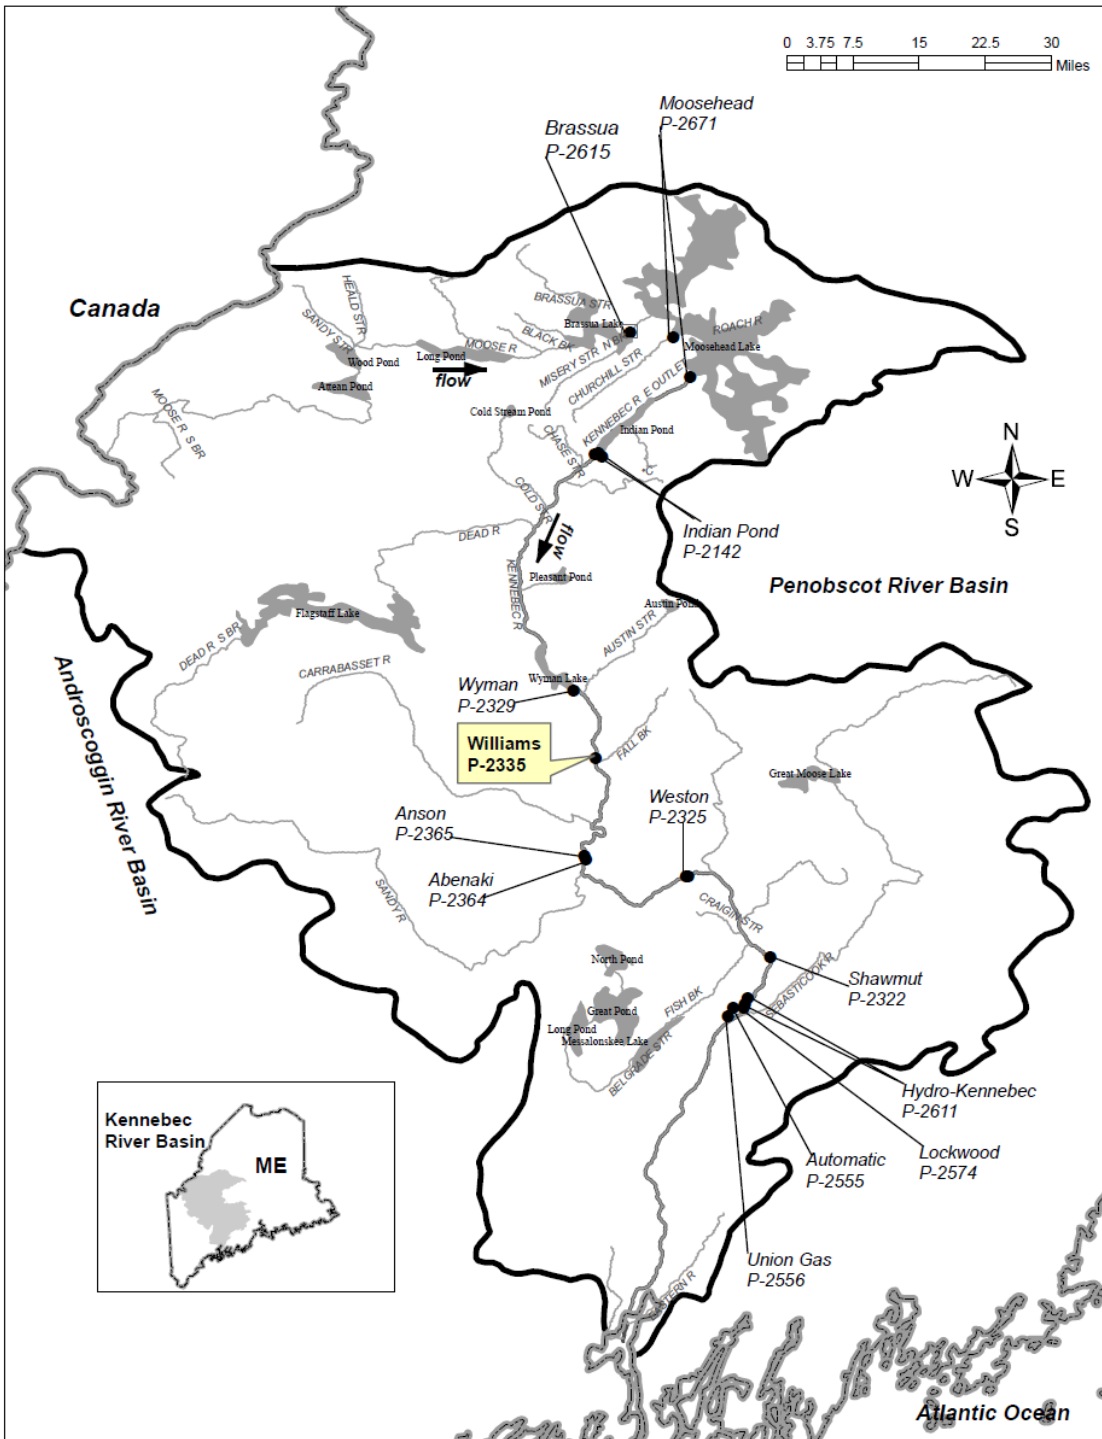 0 3.75 7.5 15 22.5 30
Miles
Moosehead
P-2671
Brassua
P-2615
Canada
HEALD STR
SANDY STR
BRASSUA STR
Brassua Lake
ROACH R
BLACK BK
MOOSE R
Long Pond
Wood Pond
Moosehead Lake
MISERY STR N BR
flow
Attean Pond
CHURCHILL STR
MOOSE R S BR
KENNEBEC R E OUTLET
Cold Stream Pond
Indian Pond
CHASE STR
N
W E
S
COLD STR
Indian Pond
P-2142
flow
DEAD R
KENNEBEC R
Pleasant Pond
Penobscot River Basin
Austin Pond
Flagstaff Lake
AUSTIN STR
DEAD R S BR
CARRABASSET R
Wyman Lake
Wyman
P-2329
Androscoggin River Basin
Williams
P-2335
FALL BK
Great Moose Lake
Weston
P-2325
Anson
P-2365
Abenaki
P-2364
SANDY R
CRAIGIN STR
North Pond
Shawmut
P-2322
SEBASTICOOK R
FISH BK
Great Pond
Long Pond
Messalonskee Lake
BELGRADE STR
Hydro-Kennebec
P-2611
Kennebec
River Basin
ME
Lockwood
P-2574
Automatic
P-2555
Union Gas
P-2556
Atlantic Ocean